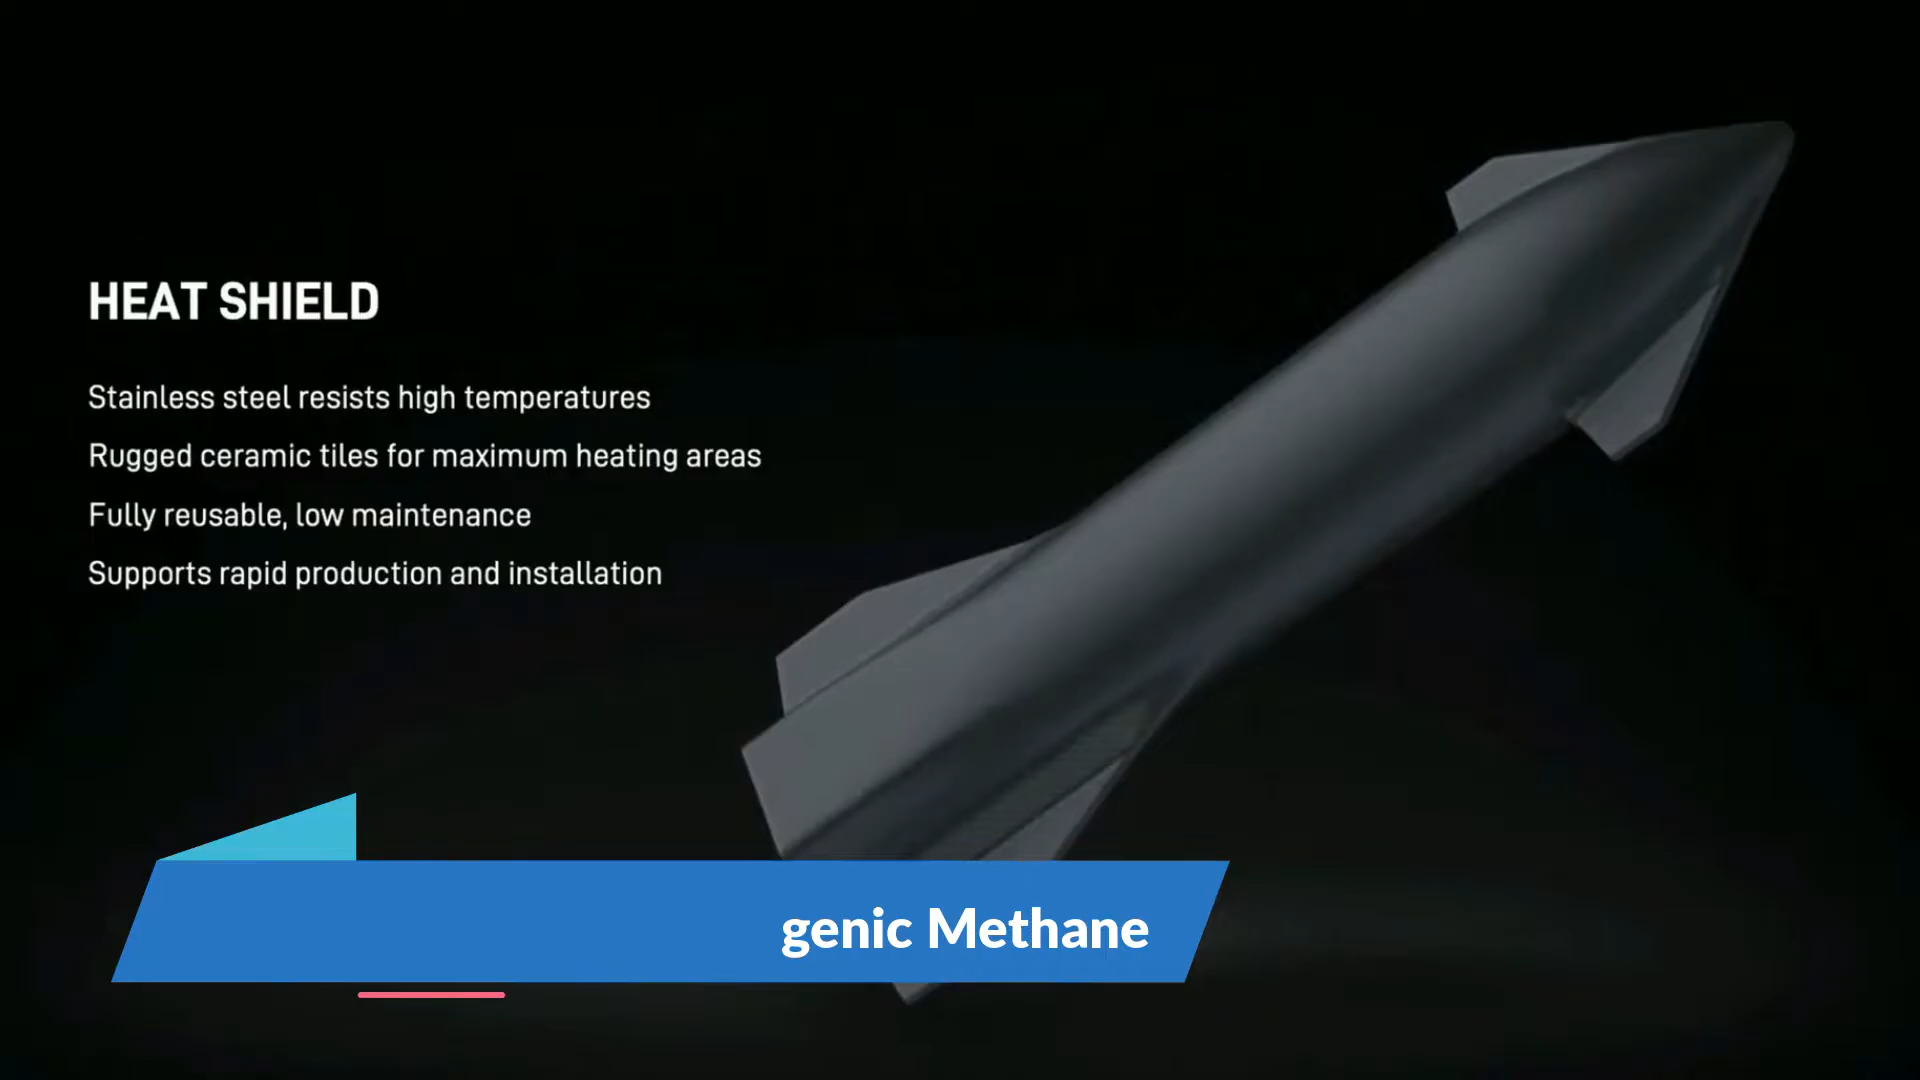 HEAT SHIELD
Stainless steel resists high temperatures
Rugged ceramic tiles for maximum heating areas
Fully reusable, low maintenance
Supports rapid production and installation
genic Methane